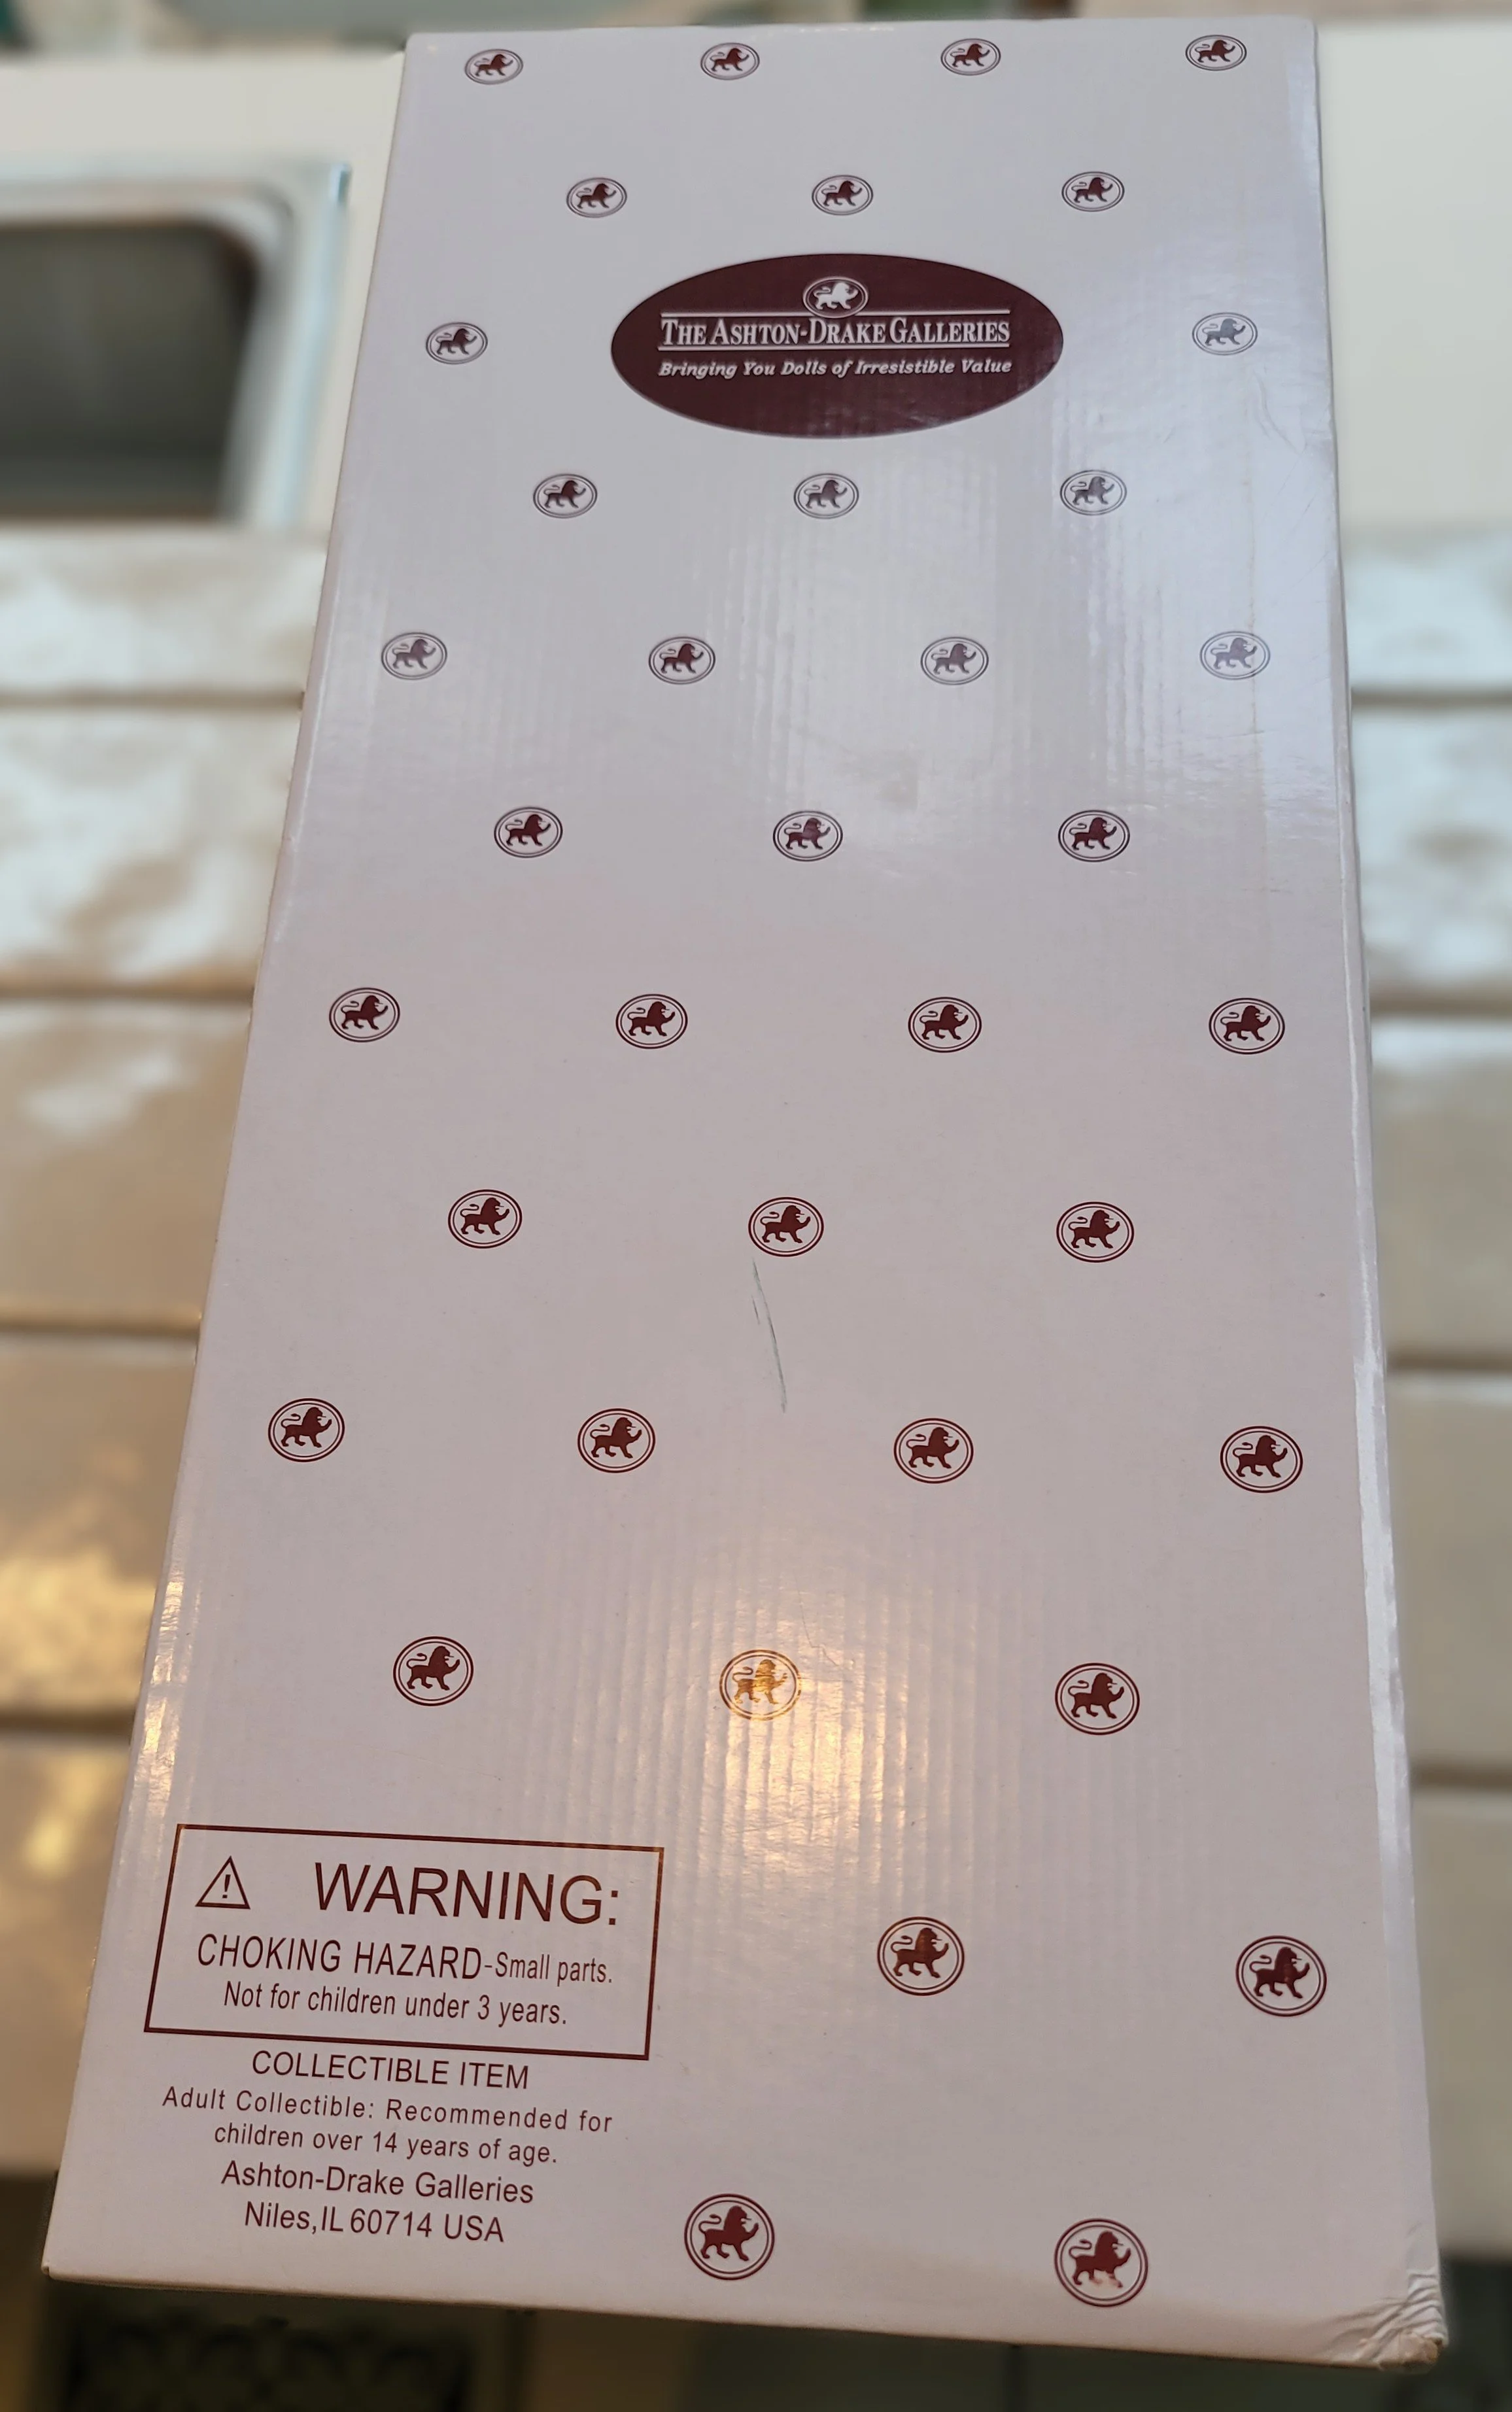 THE ASHTON-DRAKE GALLERIES
Bringing You Dolls of Irresistible Value
WARNING:
CHOKING HAZARD-Small parts.
Not for children under 3 years.
COLLECTIBLE ITEM
Adult Collectible: Recommended for
children over 14 years of age.
Ashton-Drake Galleries
Niles,IL 60714 USA